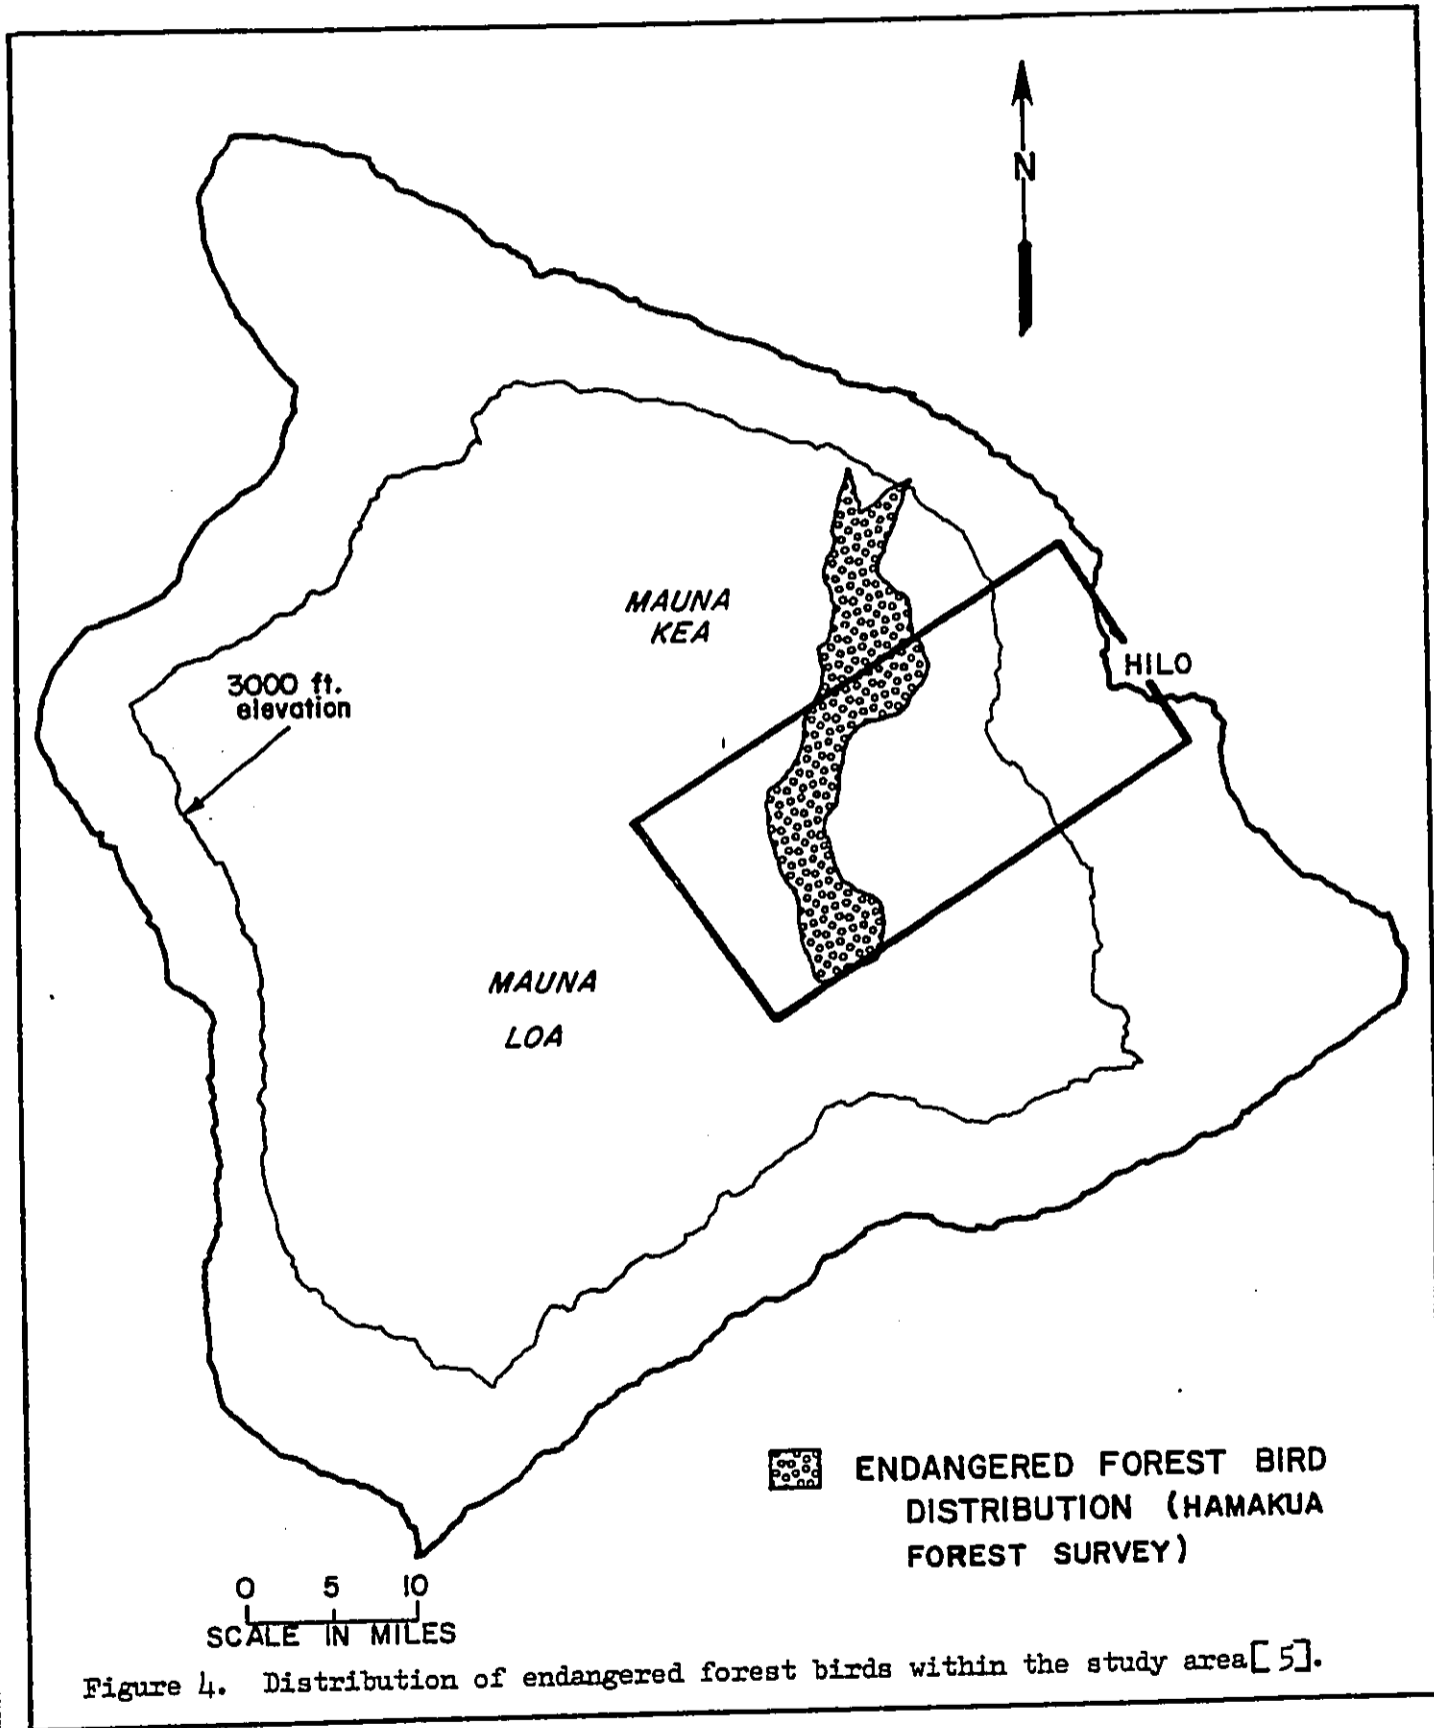 N
MAUNA
KEA
HILO
3000 ft.
elevation
MAUNA
LOA
ENDANGERED FOREST BIRD
DISTRIBUTION (HAMAKUA
FOREST SURVEY)
0 5 10
SCALE IN MILES
Figure 4. Distribution of endangered forest birds within the study area[5].